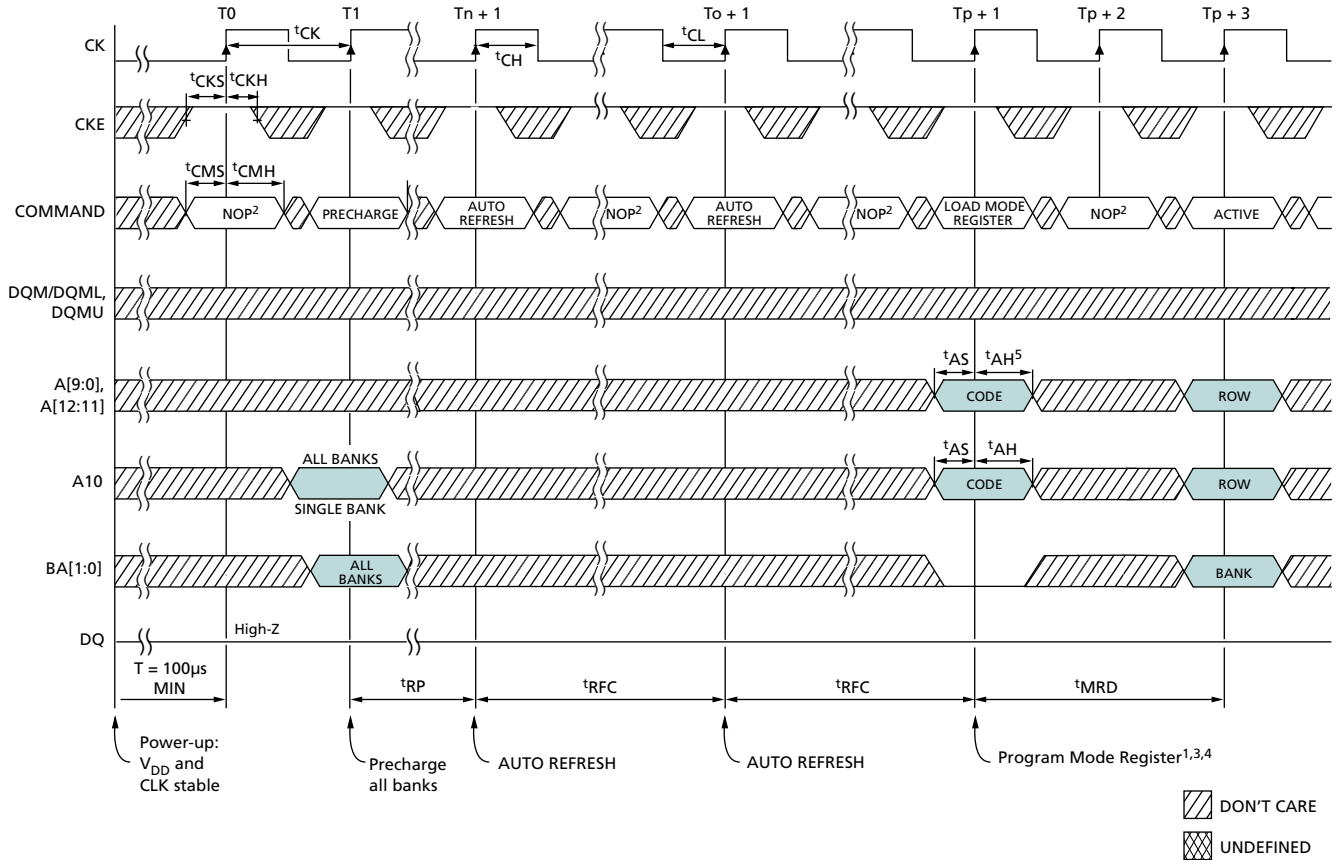 T0 T1 Tn + 1 To + 1 Tp + 1 Tp + 2 Tp + 3
CK
tCK
tCH
tCL
tCKS tCKH
CKE
tCMS tCMH
COMMAND
NOP2
PRECHARGE
AUTO
REFRESH
NOP2
AUTO
REFRESH
NOP2
LOAD MODE
REGISTER
NOP2
ACTIVE
DQM/DQML,
DQMU
tAS tAH5
A[9:0],
A[12:11]
CODE
ROW
tAS tAH
A10
ALL BANKS
SINGLE BANK
CODE
ROW
BA[1:0]
ALL
BANKS
BANK
DQ
High-Z
T = 100µs
MIN
tRP
tRFC
tRFC
tMRD
Power-up:
VDD and
CLK stable
Precharge
all banks
AUTO REFRESH
AUTO REFRESH
Program Mode Register1,3,4
DON'T CARE
UNDEFINED